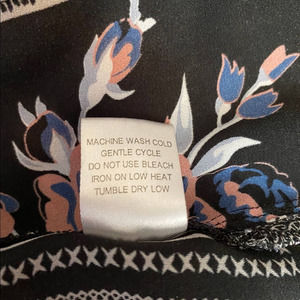 MACHINE WASH COLD
GENTLE CYCLE
DO NOT USE BLEACH
IRON ON LOW HEAT
TUMBLE DRY LOW